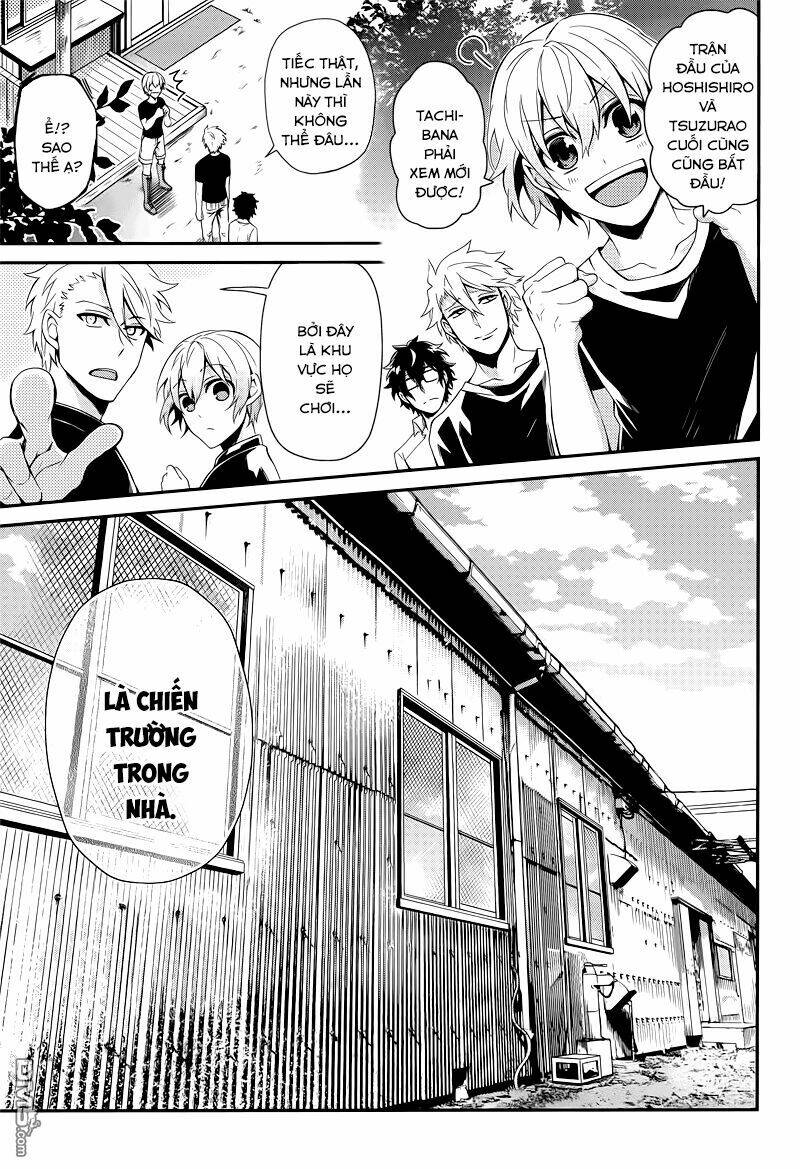 TRẬN
ĐẤU CỦA
HOSHISHIRO
VÀ
TSUZURAO
CUỐI CÙNG
CŨNG BẮT
ĐẦU!
TACHI-
BANA
PHẢI
XEM MỚI
ĐƯỢC!
TIẾC THẬT,
NHƯNG LẦN
NÀY THÌ
KHÔNG
THỂ ĐÂU...
Ể!?
SAO
THẾ Ạ?
BỞI ĐÂY
LÀ KHU
VỰC HỌ
SẼ
CHƠI...
LÀ CHIẾN
TRƯỜNG
TRONG
NHÀ.